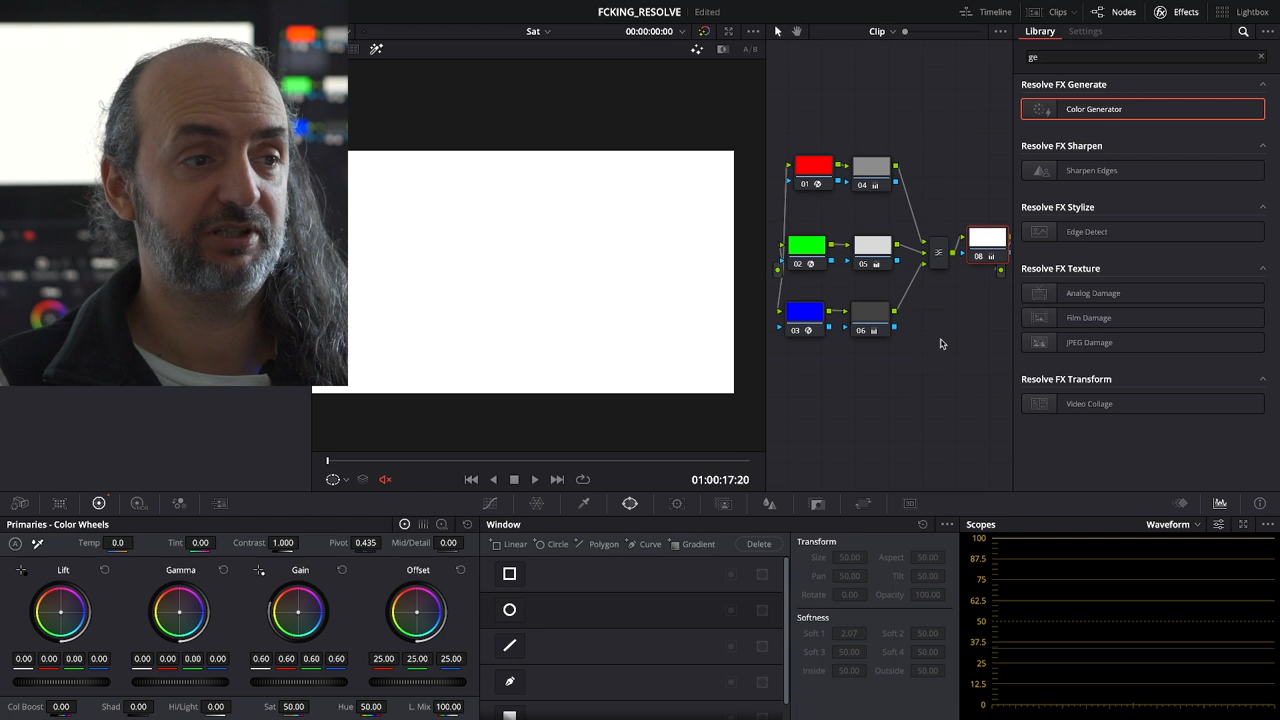 FCKING_RESOLVE Edited
Timeline Clips Nodes Effects Lightbox
Sat 00:00:00:00 Clip Library Settings
A/B
ge
Resolve FX Generate
Color Generator
Resolve FX Sharpen
Sharpen Edges
Resolve FX Stylize
Edge Detect
Resolve FX Texture
Analog Damage
Film Damage
JPEG Damage
Resolve FX Transform
Video Collage
01 04
02 05 08
03 06
01:00:17:20
Primaries - Color Wheels
Temp 0.0 Tint 0.00 Contrast 1.000 Pivot 0.435 Mid/Detail 0.00
Lift Gamma Gain Offset
0.00 0.00 0.00 0.00 0.00 0.00 0.00 0.00 0.60 0.60 0.60 0.60 25.00 25.00 25.00
Col Boost 0.00 Shad 0.00 Hi/Light 0.00 Sat 50.00 Hue 50.00 L. Mix 100.00
Window
Linear Circle Polygon Curve Gradient Delete
Transform
Size 50.00 Aspect 50.00
Pan 50.00 Tilt 50.00
Rotate 0.00 Opacity 100.00
Softness
Soft 1 2.07 Soft 2 50.00
Soft 3 50.00 Soft 4 50.00
Inside 50.00 Outside 50.00
Scopes Waveform
100
87.5
75
62.5
50
37.5
25
12.5
0